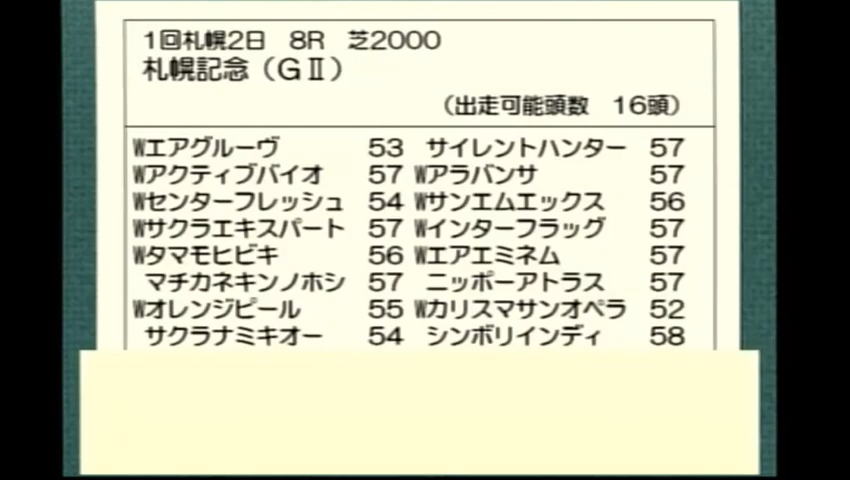 1回札幌2日 8R 芝2000
札幌記念（GⅡ）
（出走可能頭数 16頭）
Wエアグルーヴ 53 サイレントハンター 57
Wアクティブバイオ 57 Wアラバンサ 57
Wセンターフレッシュ 54 Wサンエムエックス 56
Wサクラエキスパート 57 Wインターフラッグ 57
Wタマモヒビキ 56 Wエアエミネム 57
マチカネキンノホシ 57 ニッポーアトラス 57
Wオレンジピール 55 Wカリスマサンオペラ 52
サクラナミキオー 54 シンボリインディ 58